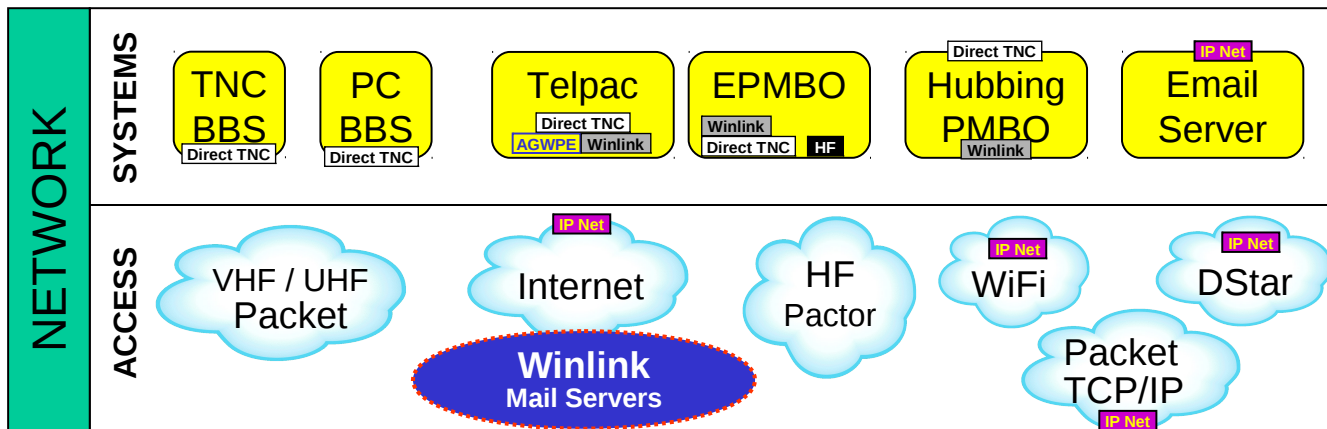 NETWORK
SYSTEMS
TNC
BBS
Direct TNC
PC
BBS
Direct TNC
Telpac
Direct TNC
AGWPE
Winlink
EPMBO
Winlink
Direct TNC
HF
Direct TNC
Hubbing
PMBO
Winlink
IP Net
Email
Server
ACCESS
VHF / UHF
Packet
IP Net
Internet
Winlink
Mail Servers
HF
Pactor
IP Net
WiFi
IP Net
DStar
Packet
TCP/IP
IP Net